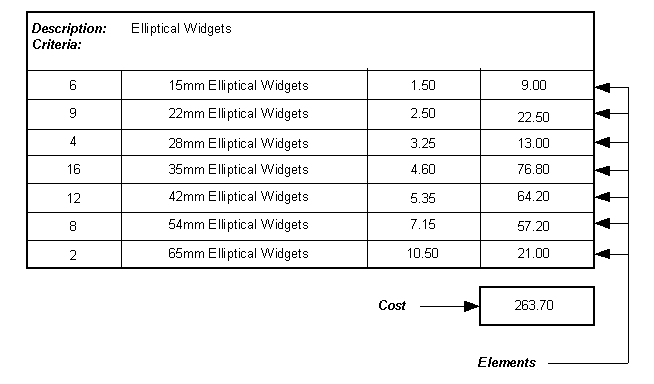 Description: Elliptical Widgets
Criteria:
6 15mm Elliptical Widgets 1.50 9.00
9 22mm Elliptical Widgets 2.50 22.50
4 28mm Elliptical Widgets 3.25 13.00
16 35mm Elliptical Widgets 4.60 76.80
12 42mm Elliptical Widgets 5.35 64.20
8 54mm Elliptical Widgets 7.15 57.20
2 65mm Elliptical Widgets 10.50 21.00
Cost 263.70
Elements